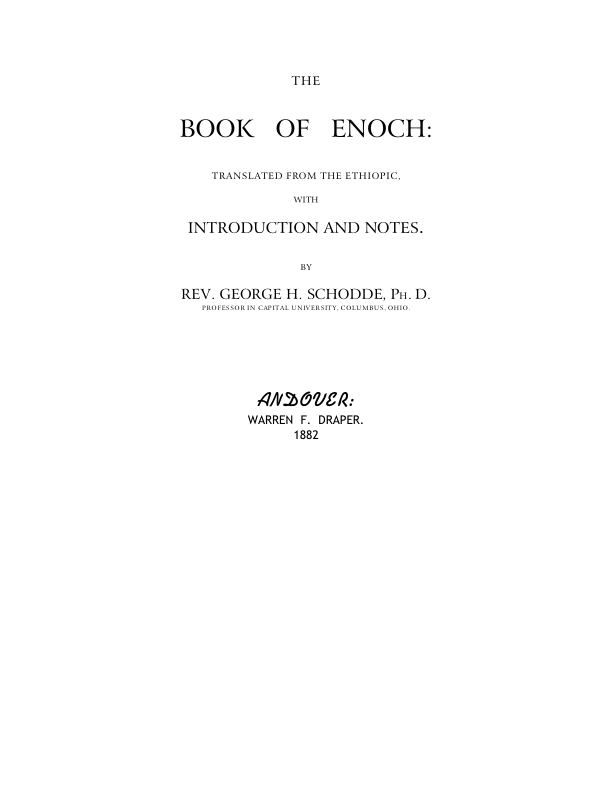 THE
BOOK OF ENOCH:
TRANSLATED FROM THE ETHIOPIC,
WITH
INTRODUCTION AND NOTES.
BY
REV. GEORGE H. SCHODDE, PH. D.
PROFESSOR IN CAPITAL UNIVERSITY, COLUMBUS, OHIO.
ANDOVER:
WARREN F. DRAPER.
1882